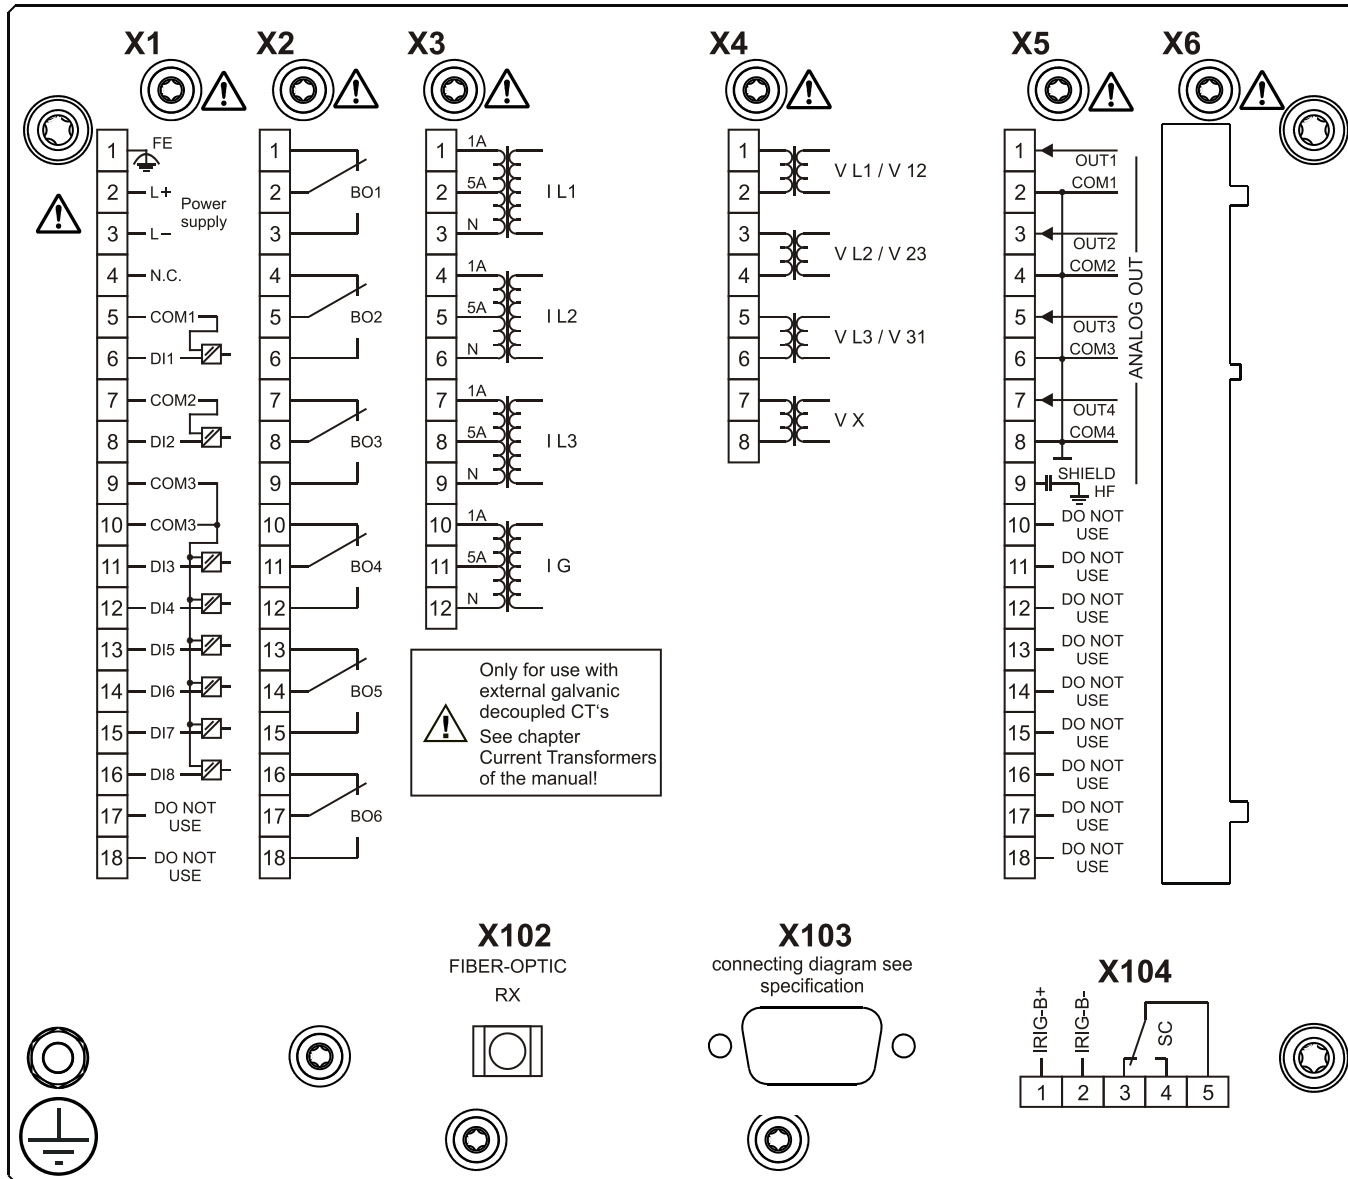 X1
X2
X3
X4
X5
X6
1 FE
2 L+
Power
supply
3 L–
4 N.C.
5 COM1
6 DI1
7 COM2
8 DI2
9 COM3
10 COM3
11 DI3
12 DI4
13 DI5
14 DI6
15 DI7
16 DI8
17 DO NOT
USE
18 DO NOT
USE
1
2 BO1
3
4
5 BO2
6
7
8 BO3
9
10
11 BO4
12
13
14 BO5
15
16
17 BO6
18
1 1A
2 5A I L1
3 N
4 1A
5 5A I L2
6 N
7 1A
8 5A I L3
9 N
10 1A
11 5A I G
12 N
Only for use with
external galvanic
decoupled CT‘s
See chapter
Current Transformers
of the manual!
1
V L1 / V 12
2
3
V L2 / V 23
4
5
V L3 / V 31
6
7
V X
8
1 OUT1
2 COM1
3 OUT2
4 COM2
5 OUT3
6 COM3
7 OUT4
8 COM4
ANALOG OUT
9 SHIELD
HF
10 DO NOT
USE
11 DO NOT
USE
12 DO NOT
USE
13 DO NOT
USE
14 DO NOT
USE
15 DO NOT
USE
16 DO NOT
USE
17 DO NOT
USE
18 DO NOT
USE
X102
FIBER-OPTIC
RX
X103
connecting diagram see
specification
X104
IRIG-B+
IRIG-B-
SC
1 2 3 4 5